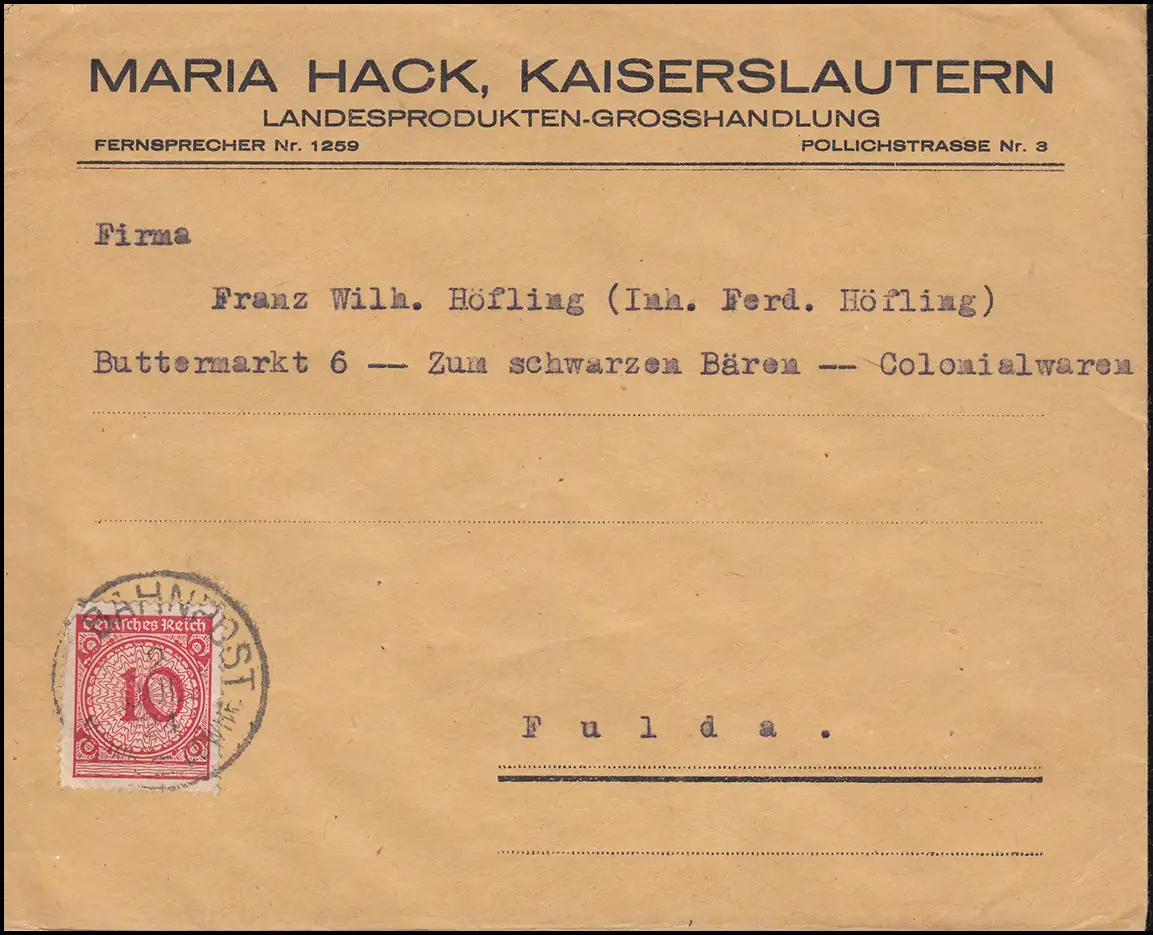 MARIA HACK, KAISERSLAUTERN
LANDESPRODUKTEN-GROSSHANDLUNG
FERNSPRECHER Nr. 1259 POLLICHSTRASSE Nr. 3
Firma
Franz Wilh. Höfling (Inh. Ferd. Höfling)
Buttermarkt 6 -- Zum schwarzen Bären -- Colonialwaren
BAHNPOST
Deutsches Reich
10
Fulda.